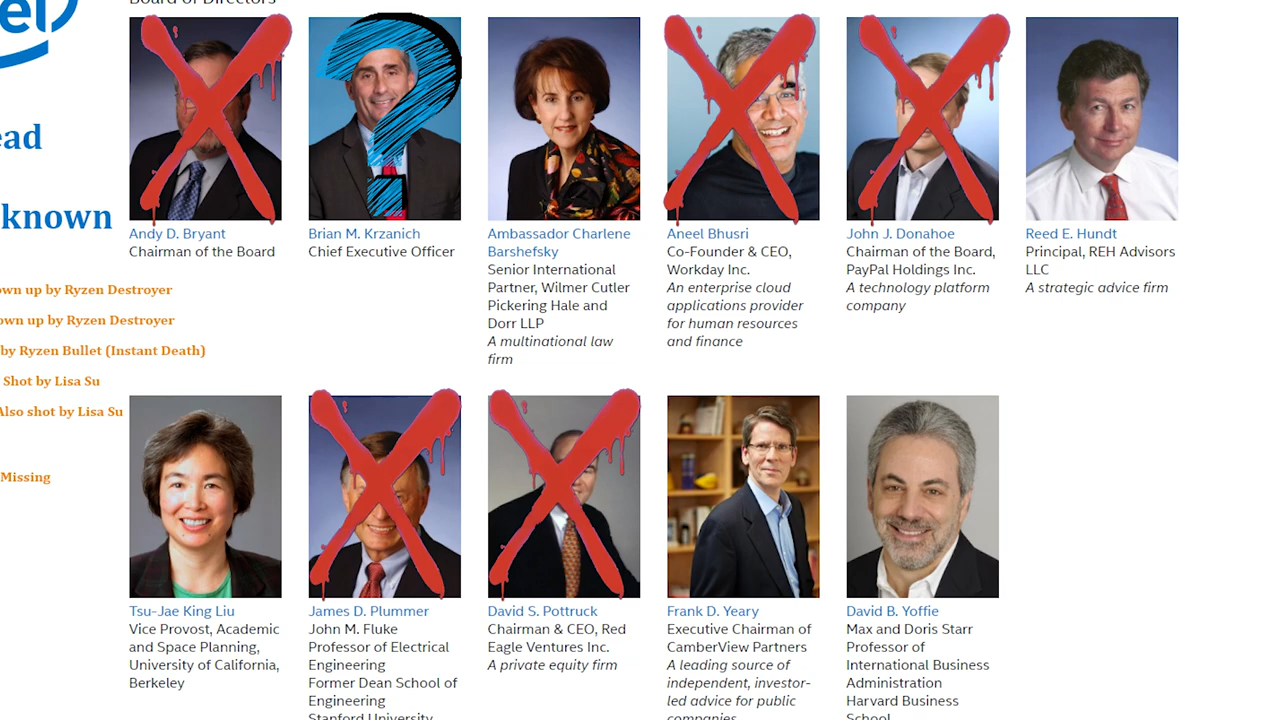 Board of Directors
el
ead
known
own up by Ryzen Destroyer
own up by Ryzen Destroyer
by Ryzen Bullet (Instant Death)
Shot by Lisa Su
Also shot by Lisa Su
Missing
Andy D. Bryant
Chairman of the Board
Brian M. Krzanich
Chief Executive Officer
Ambassador Charlene
Barshefsky
Senior International
Partner, Wilmer Cutler
Pickering Hale and
Dorr LLP
A multinational law
firm
Aneel Bhusri
Co-Founder & CEO,
Workday Inc.
An enterprise cloud
applications provider
for human resources
and finance
John J. Donahoe
Chairman of the Board,
PayPal Holdings Inc.
A technology platform
company
Reed E. Hundt
Principal, REH Advisors
LLC
A strategic advice firm
Tsu-Jae King Liu
Vice Provost, Academic
and Space Planning,
University of California,
Berkeley
James D. Plummer
John M. Fluke
Professor of Electrical
Engineering
Former Dean School of
Engineering
Stanford University
David S. Pottruck
Chairman & CEO, Red
Eagle Ventures Inc.
A private equity firm
Frank D. Yeary
Executive Chairman of
CamberView Partners
A leading source of
independent, investor-
led advice for public
companies
David B. Yoffie
Max and Doris Starr
Professor of
International Business
Administration
Harvard Business
School